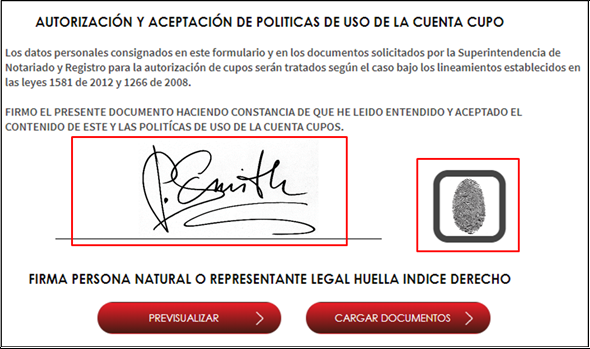 AUTORIZACIÓN Y ACEPTACIÓN DE POLITICAS DE USO DE LA CUENTA CUPO
Los datos personales consignados en este formulario y en los documentos solicitados por la Superintendencia de
Notariado y Registro para la autorización de cupos serán tratados según el caso bajo los lineamientos establecidos en
las leyes 1581 de 2012 y 1266 de 2008.
FIRMO EL PRESENTE DOCUMENTO HACIENDO CONSTANCIA DE QUE HE LEIDO ENTENDIDO Y ACEPTADO EL
CONTENIDO DE ESTE Y LAS POLITÍCAS DE USO DE LA CUENTA CUPOS.
P. Smith
FIRMA PERSONA NATURAL O REPRESENTANTE LEGAL HUELLA INDICE DERECHO
PREVISUALIZAR
CARGAR DOCUMENTOS